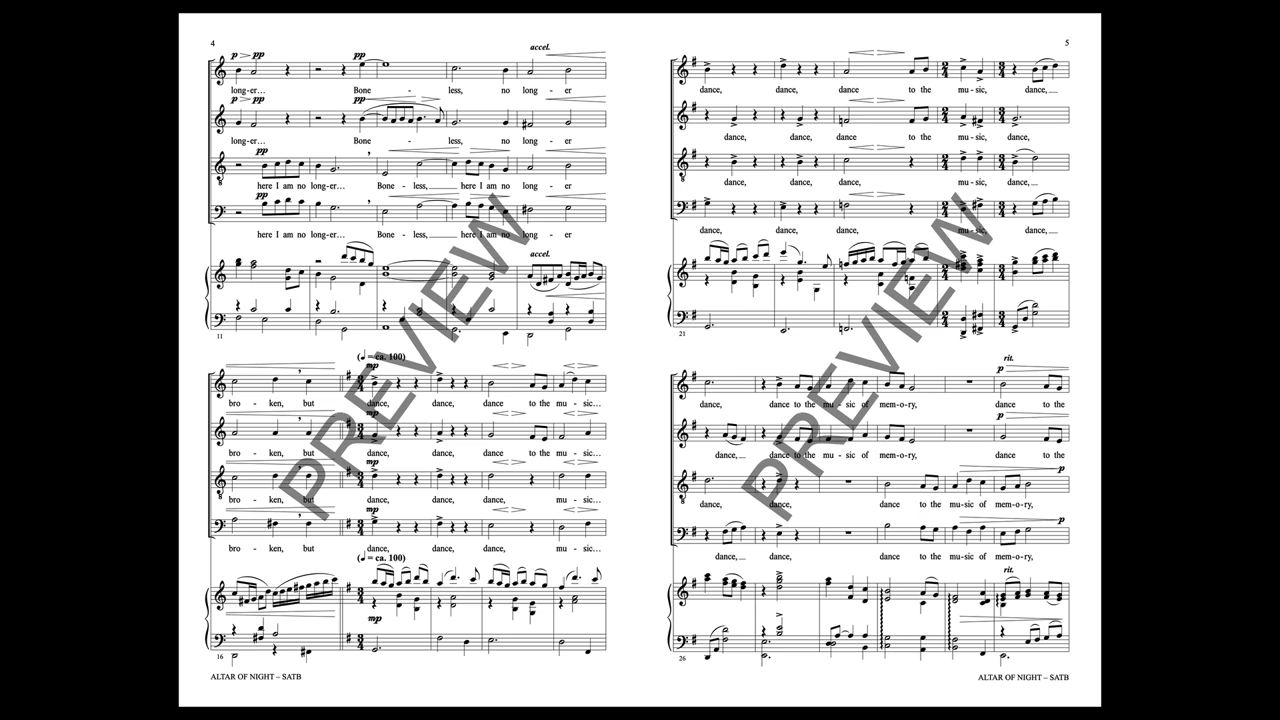 4
p > pp pp accel.
long-er... Bone - less, no long - er
p > pp pp
long-er... Bone - less, no long - er
pp
here I am no long-er... Bone - less, here I am no long - er
pp
here I am no long-er... Bone - less, here I am no long - er
accel.
11
(♩ = ca. 100)
mp
bro - ken, but dance, dance, dance to the mu - sic...
mp
bro - ken, but dance, dance, dance to the mu - sic...
mp
bro - ken, but dance, dance, dance, mu - sic...
mp
bro - ken, but dance, dance, dance, mu - sic...
(♩ = ca. 100)
mp
16
ALTAR OF NIGHT – SATB
PREVIEW
5
dance, dance, dance to the mu - sic, dance,
dance, dance, dance to the mu - sic, dance,
dance, dance, dance, mu - sic, dance,
dance, dance, dance, mu - sic, dance,
21
rit.
p
dance, dance to the mu - sic of mem-o-ry, dance to the
p
dance, dance to the mu - sic of mem-o-ry, dance to the
p
dance, dance, dance to the mu-sic of mem-o-ry,
p
dance, dance, dance to the mu-sic of mem-o-ry,
rit.
26
ALTAR OF NIGHT – SATB
PREVIEW